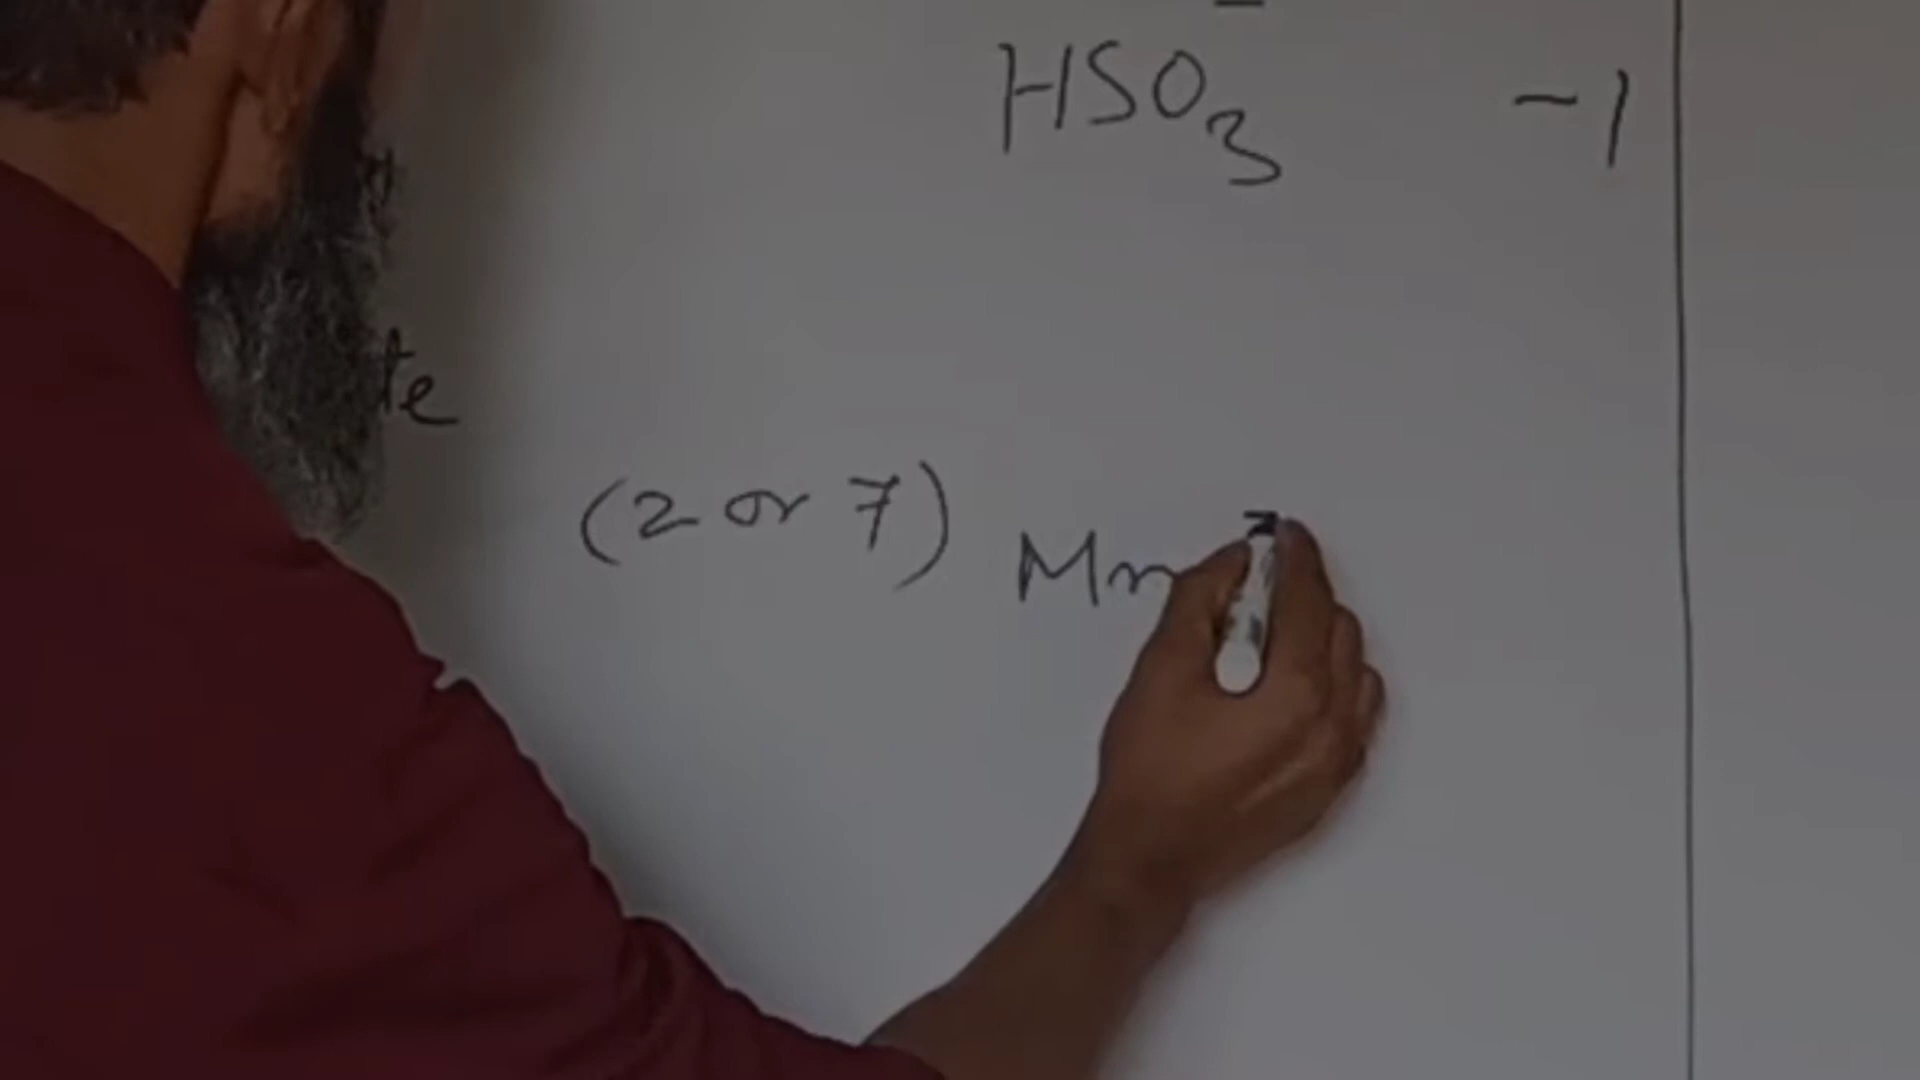 HSO3⁻ -1
te
(2 or 7) Mn